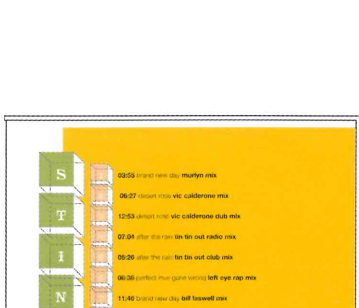 S
03:55 brand new day murlyn mix
05:27 desert rose vic calderone mix
T
12:53 desert rose vic calderone dub mix
07:04 after the rain tin tin out radio mix
I
05:20 after the rain tin tin out club mix
06:36 perfect love gone wrong left eye rap mix
N
11:40 brand new day bill laswell mix